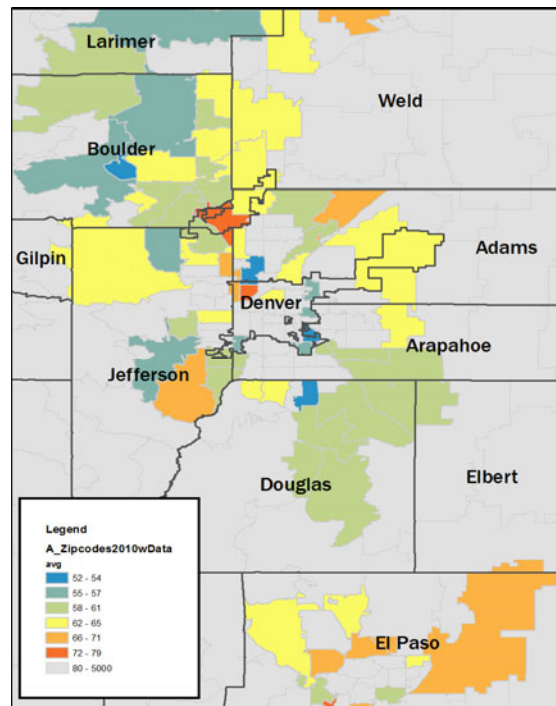 Larimer
Weld
Boulder
Gilpin
Adams
Denver
Arapahoe
Jefferson
Douglas
Elbert
Legend
A_Zipcodes2010wData
avg
52 - 54
55 - 57
58 - 61
62 - 65
66 - 71
72 - 79
80 - 5000
El Paso